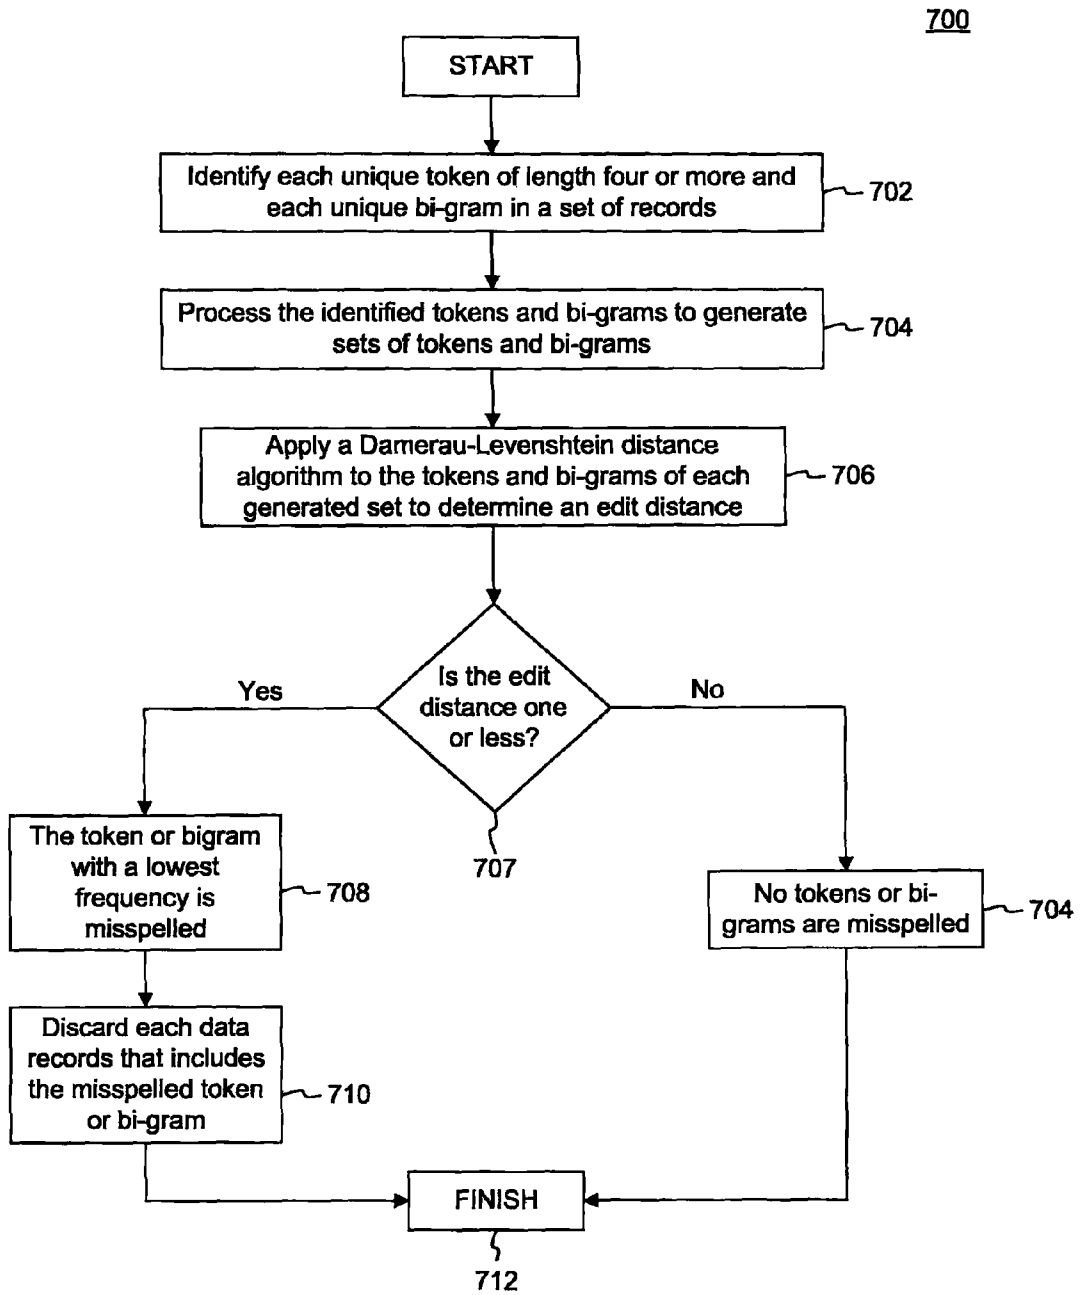 700
START
Identify each unique token of length four or more and
each unique bi-gram in a set of records
702
Process the identified tokens and bi-grams to generate
sets of tokens and bi-grams
704
Apply a Damerau-Levenshtein distance
algorithm to the tokens and bi-grams of each
generated set to determine an edit distance
706
Is the edit
distance one
or less?
707
Yes
No
The token or bigram
with a lowest
frequency is
misspelled
708
No tokens or bi-
grams are misspelled
704
Discard each data
records that includes
the misspelled token
or bi-gram
710
FINISH
712